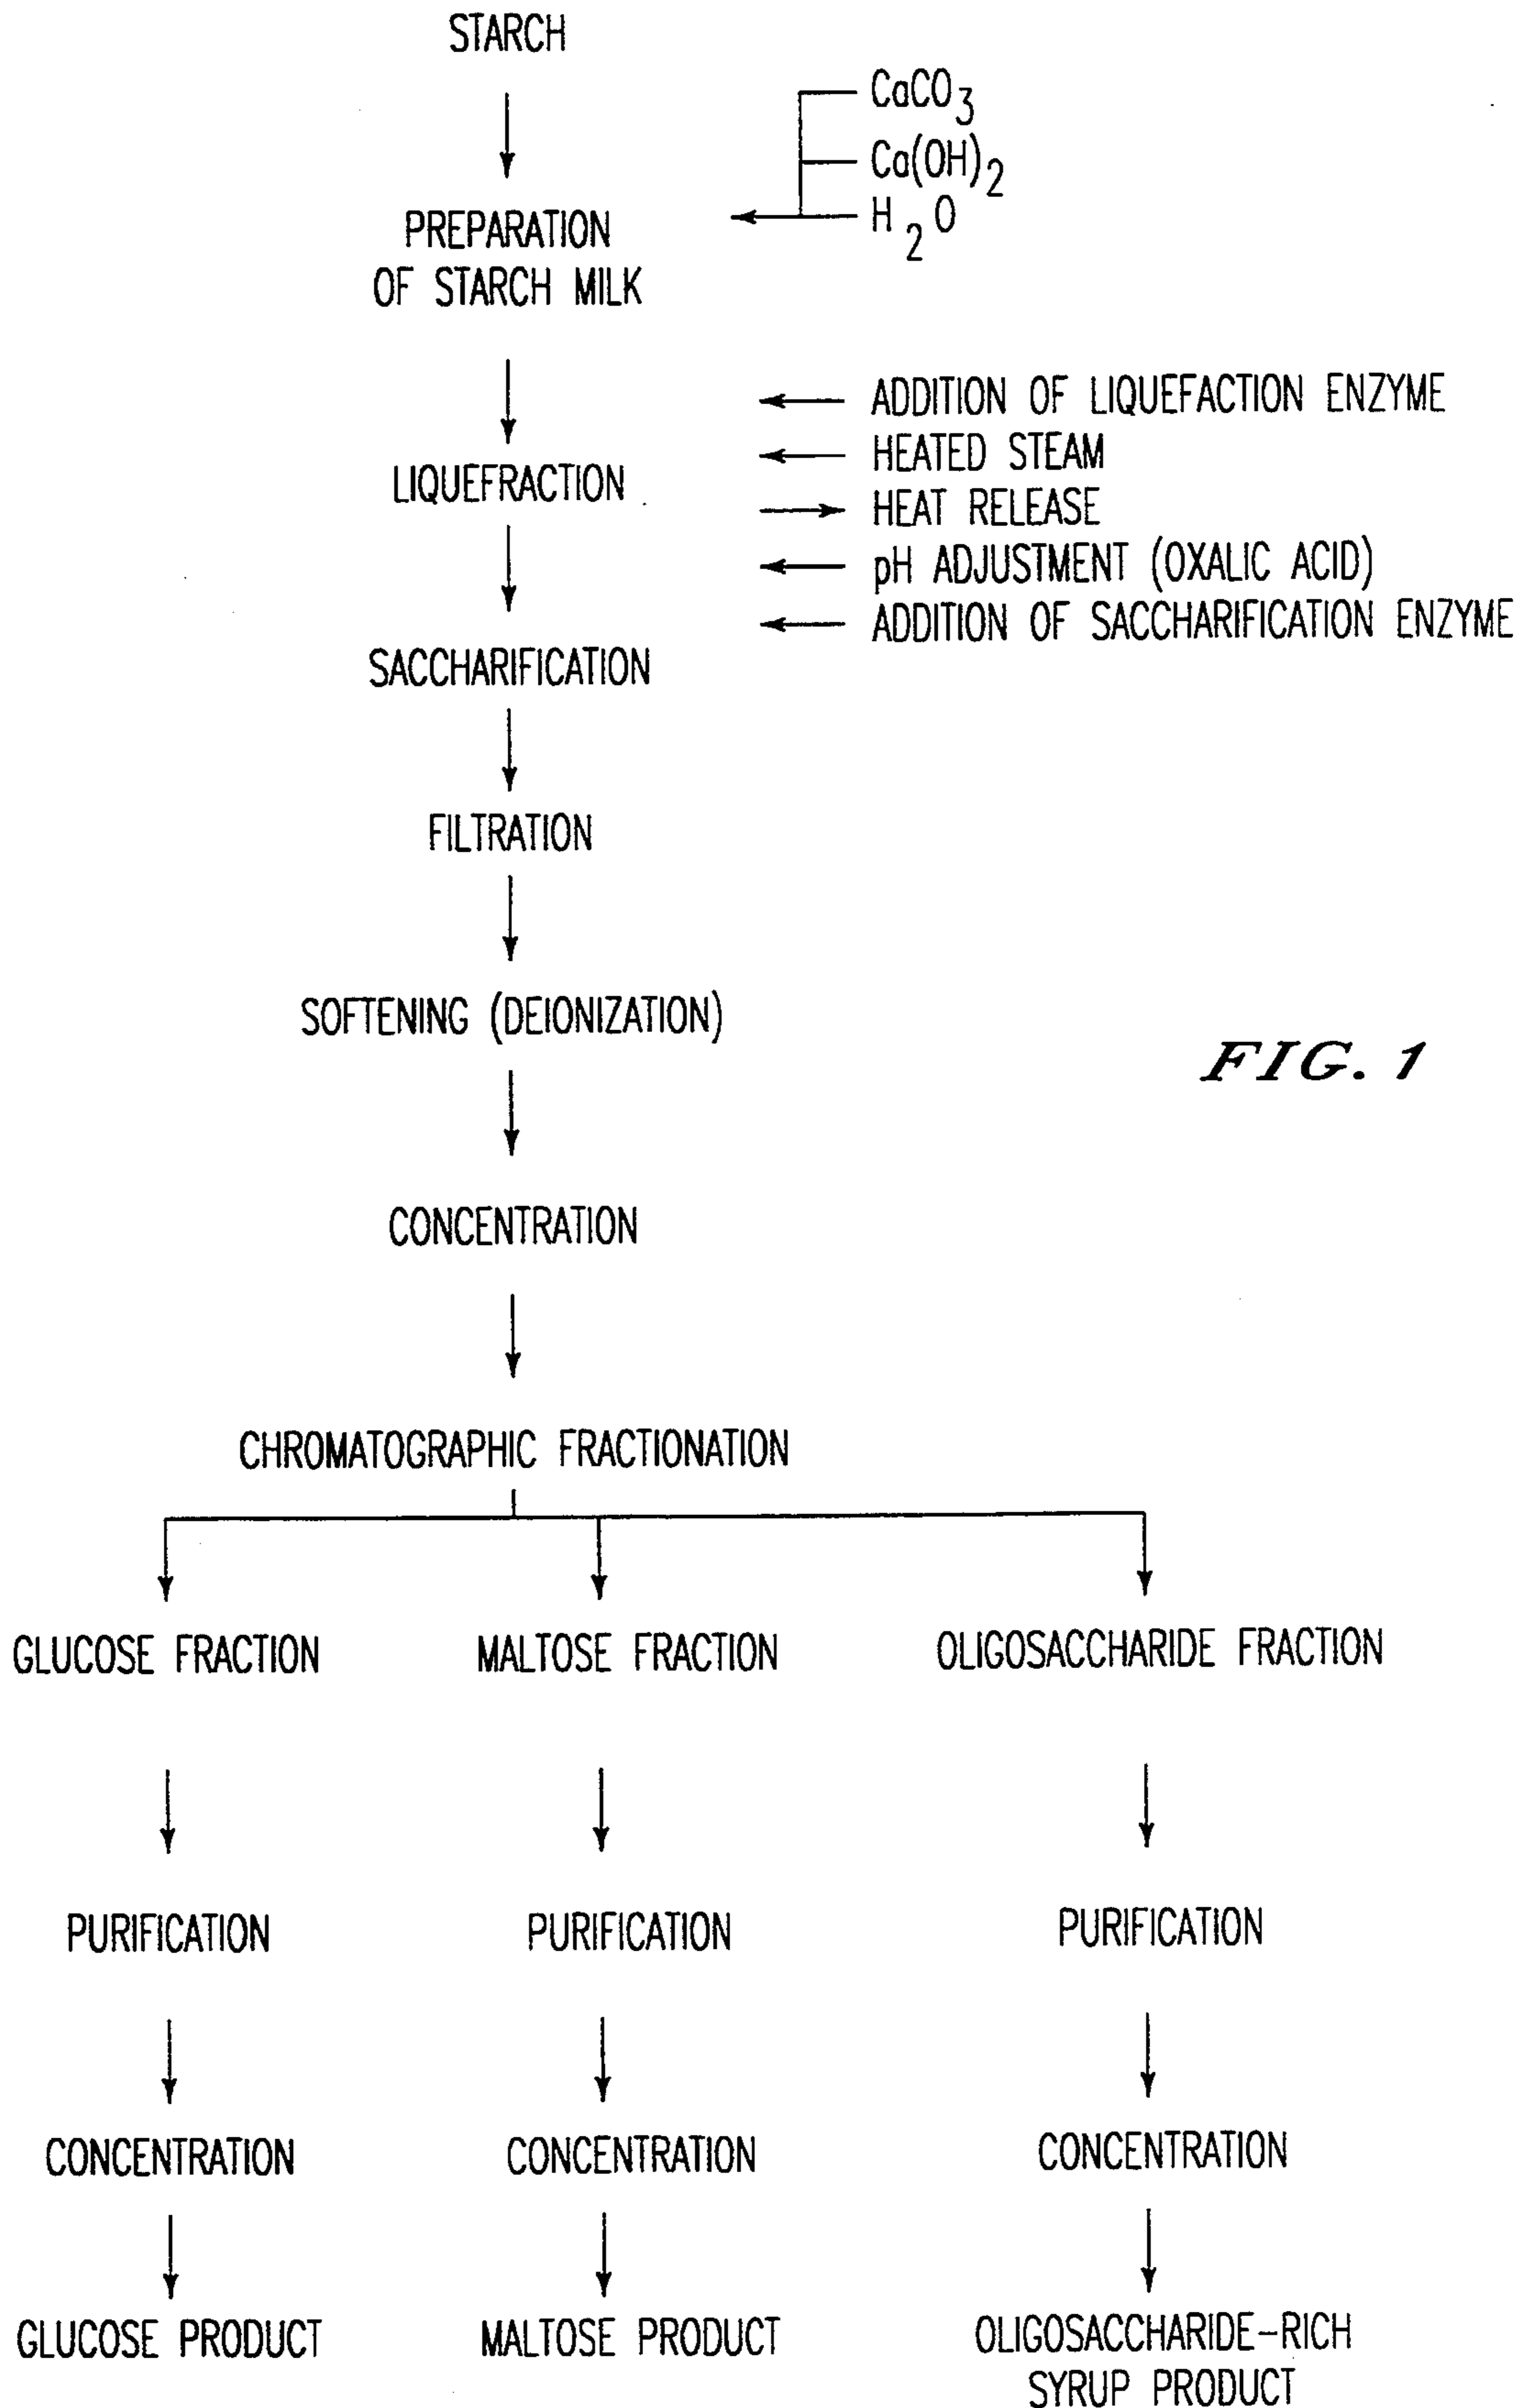 STARCH
CaCO3
Ca(OH)2
H2O
PREPARATION
OF STARCH MILK
ADDITION OF LIQUEFACTION ENZYME
HEATED STEAM
LIQUEFRACTION
HEAT RELEASE
pH ADJUSTMENT (OXALIC ACID)
ADDITION OF SACCHARIFICATION ENZYME
SACCHARIFICATION
FILTRATION
SOFTENING (DEIONIZATION)
FIG. 1
CONCENTRATION
CHROMATOGRAPHIC FRACTIONATION
GLUCOSE FRACTION
MALTOSE FRACTION
OLIGOSACCHARIDE FRACTION
PURIFICATION
PURIFICATION
PURIFICATION
CONCENTRATION
CONCENTRATION
CONCENTRATION
GLUCOSE PRODUCT
MALTOSE PRODUCT
OLIGOSACCHARIDE-RICH
SYRUP PRODUCT